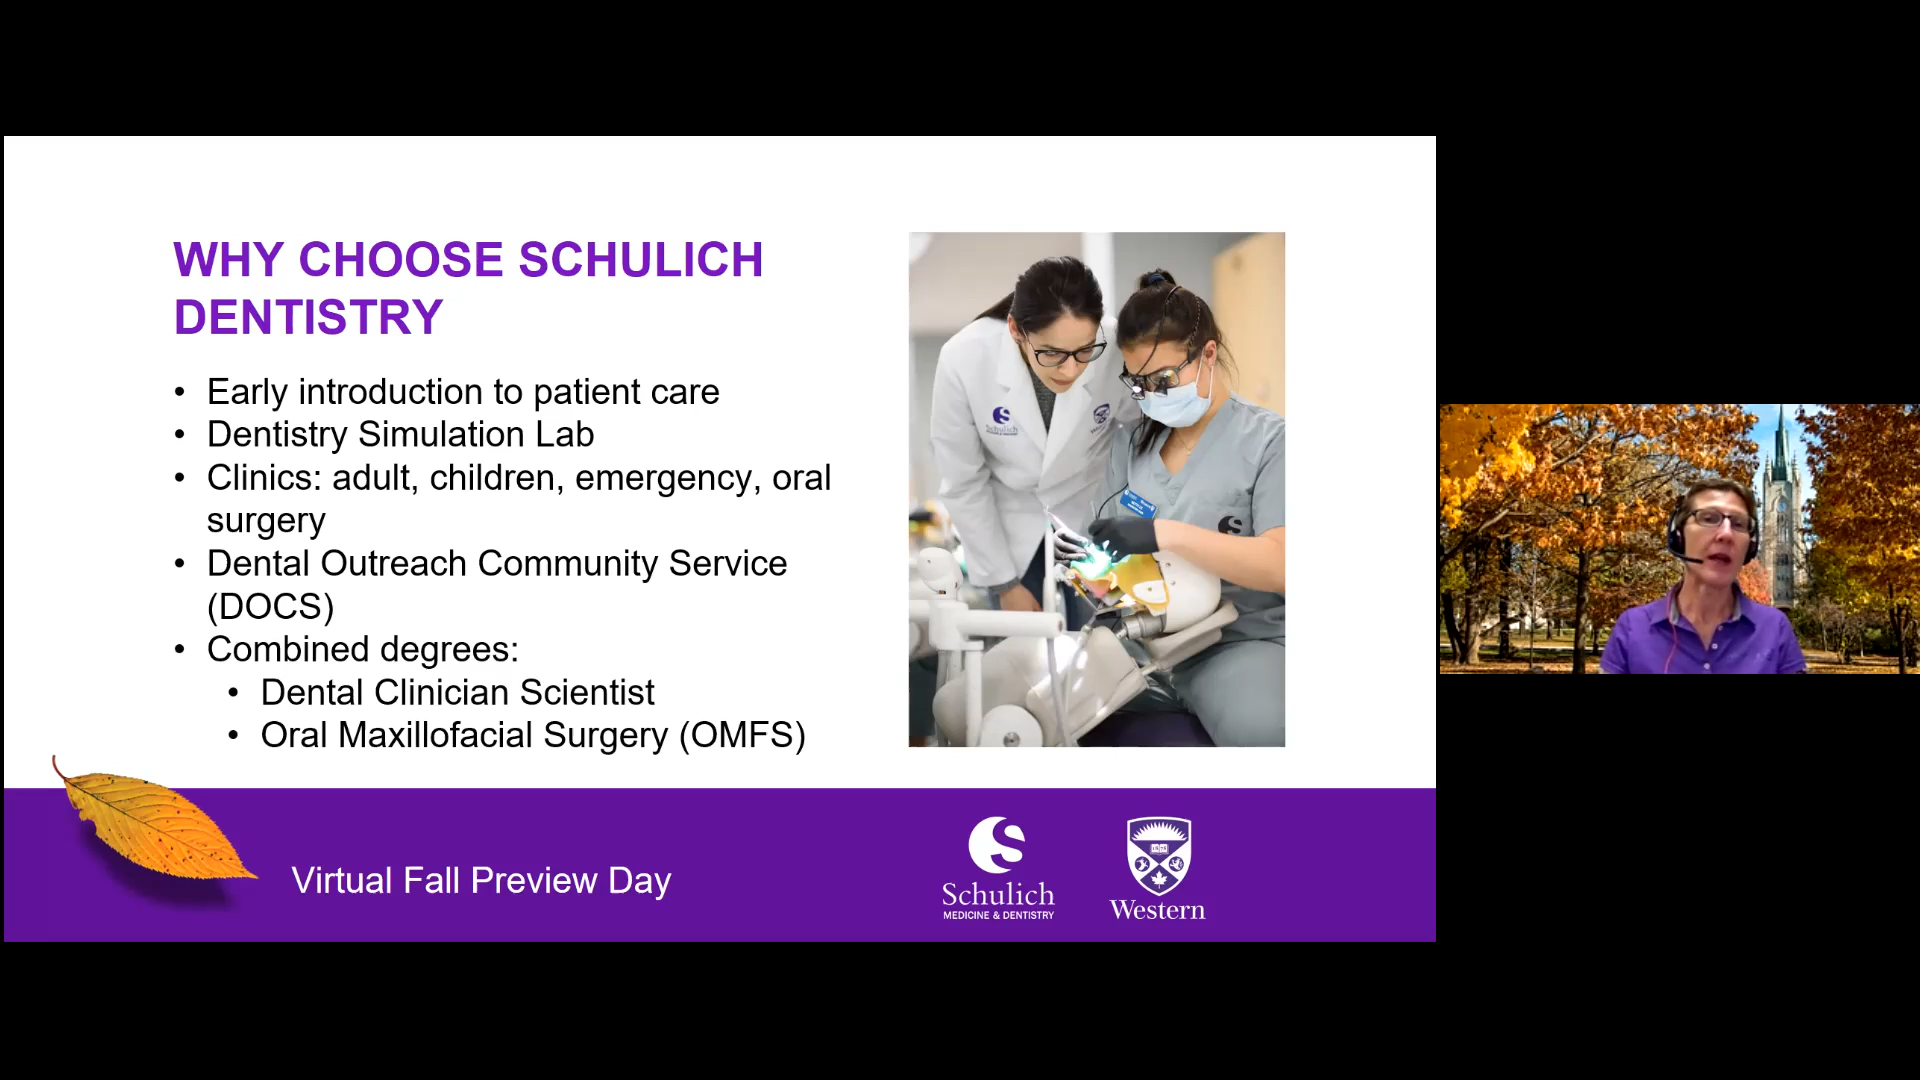 WHY CHOOSE SCHULICH
DENTISTRY
• Early introduction to patient care
• Dentistry Simulation Lab
• Clinics: adult, children, emergency, oral
surgery
• Dental Outreach Community Service
(DOCS)
• Combined degrees:
• Dental Clinician Scientist
• Oral Maxillofacial Surgery (OMFS)
Schulich
Virtual Fall Preview Day
Schulich
MEDICINE & DENTISTRY
Western